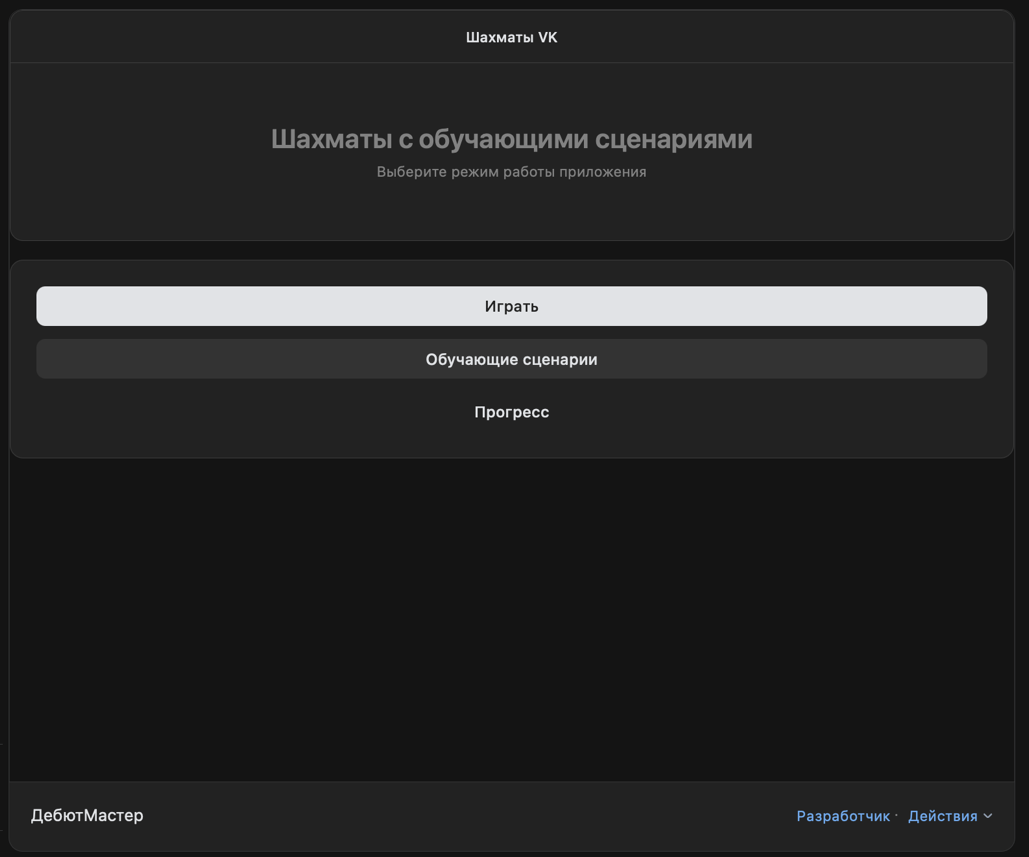 Шахматы VK
Шахматы с обучающими сценариями
Выберите режим работы приложения
Играть
Обучающие сценарии
Прогресс
ДебютМастер
Разработчик · Действия